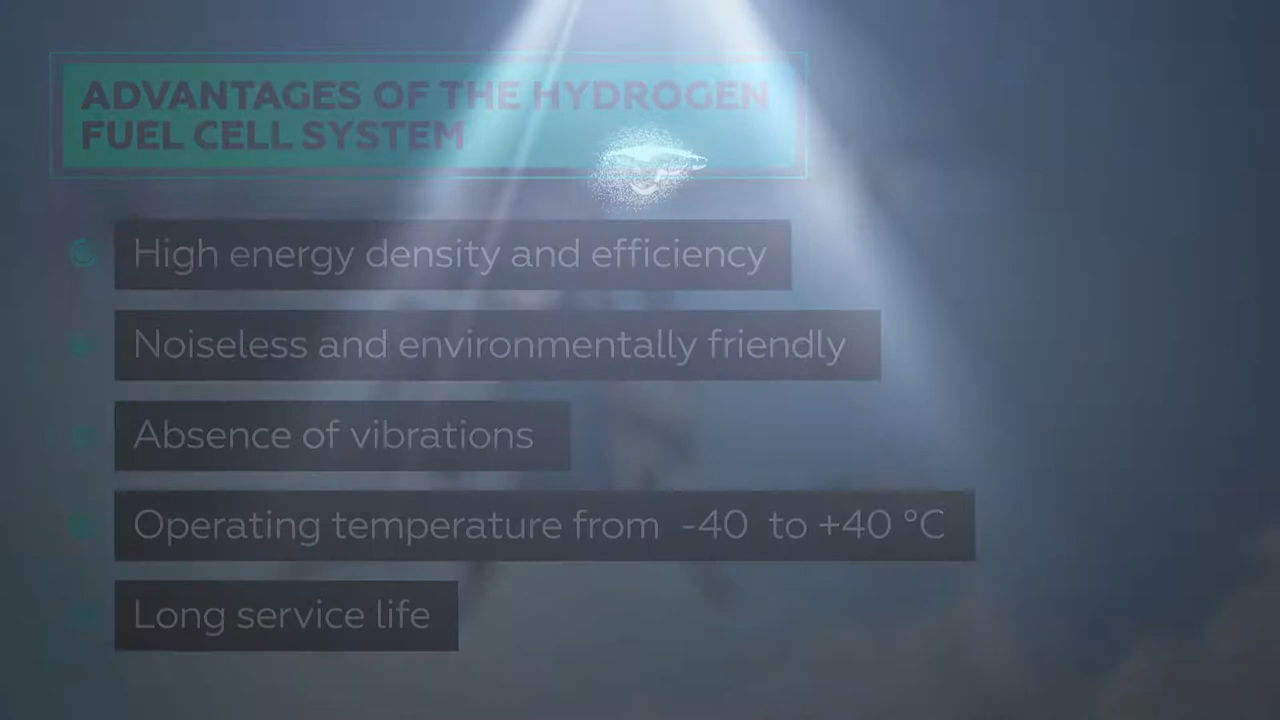 ADVANTAGES OF THE HYDROGEN
FUEL CELL SYSTEM
High energy density and efficiency
Noiseless and environmentally friendly
Absence of vibrations
Operating temperature from -40 to +40 °C
Long service life